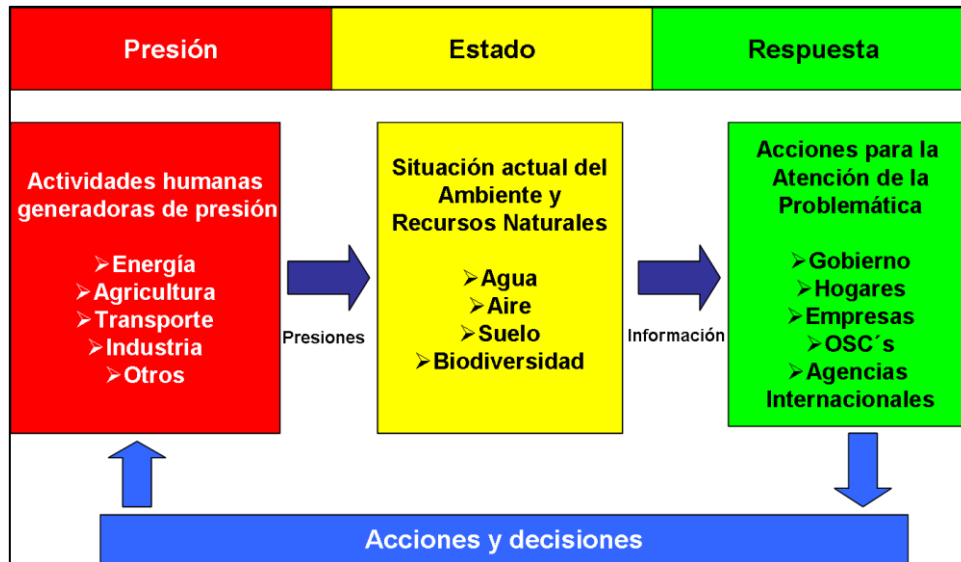 Presión
Estado
Respuesta
Actividades humanas
generadoras de presión
➢Energía
➢Agricultura
➢Transporte
➢Industria
➢Otros
Presiones
Situación actual del
Ambiente y
Recursos Naturales
➢Agua
➢Aire
➢Suelo
➢Biodiversidad
Información
Acciones para la
Atención de la
Problemática
➢Gobierno
➢Hogares
➢Empresas
➢OSC´s
➢Agencias
Internacionales
Acciones y decisiones